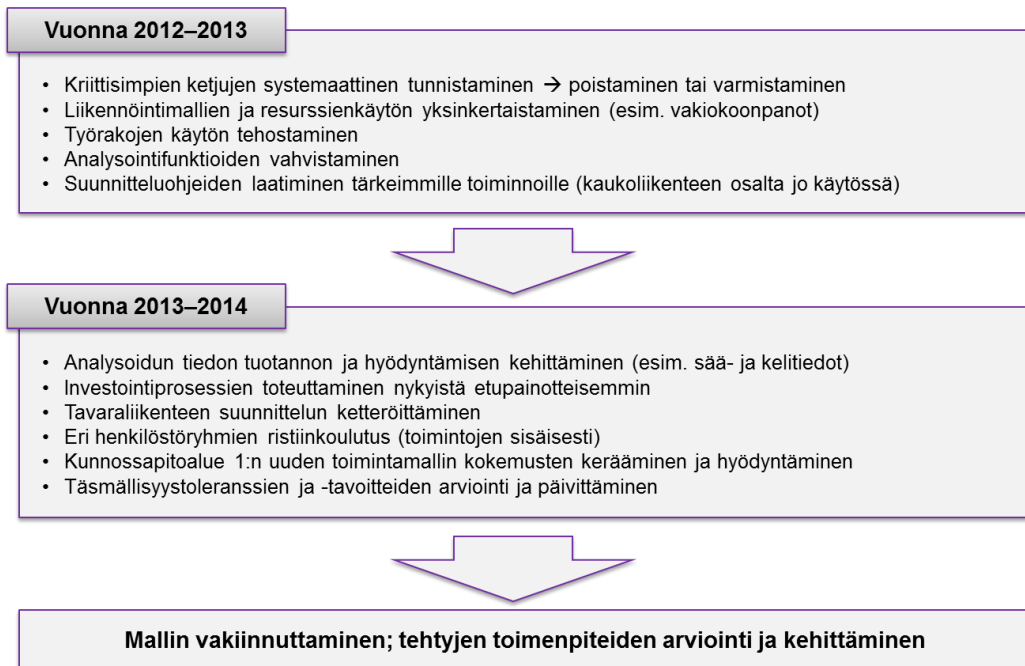 Vuonna 2012–2013
• Kriittisimpien ketjujen systemaattinen tunnistaminen → poistaminen tai varmistaminen
• Liikennöintimallien ja resurssienkäytön yksinkertaistaminen (esim. vakiokoonpanot)
• Työrakojen käytön tehostaminen
• Analysointifunktioiden vahvistaminen
• Suunnitteluohjeiden laatiminen tärkeimmille toiminnoille (kaukoliikenteen osalta jo käytössä)
Vuonna 2013–2014
• Analysoidun tiedon tuotannon ja hyödyntämisen kehittäminen (esim. sää- ja kelitiedot)
• Investointiprosessien toteuttaminen nykyistä etupainotteisemmin
• Tavaraliikenteen suunnittelun ketteröittäminen
• Eri henkilöstöryhmien ristiinkoulutus (toimintojen sisäisesti)
• Kunnossapitoalue 1:n uuden toimintamallin kokemusten kerääminen ja hyödyntäminen
• Täsmällisyystoleranssien ja -tavoitteiden arviointi ja päivittäminen
Mallin vakiinnuttaminen; tehtyjen toimenpiteiden arviointi ja kehittäminen